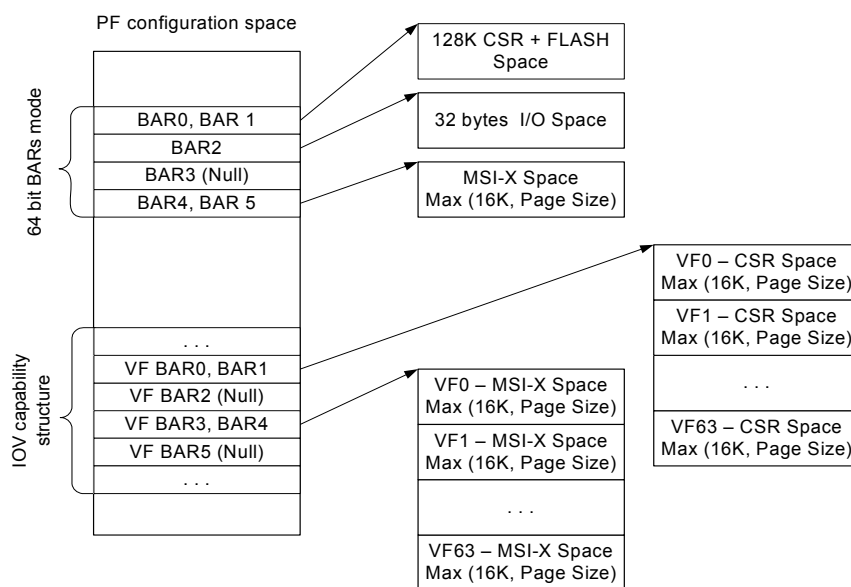 PF configuration space
64 bit BARs mode
BAR0, BAR 1
BAR2
BAR3 (Null)
BAR4, BAR 5
128K CSR + FLASH
Space
32 bytes I/O Space
MSI-X Space
Max (16K, Page Size)
IOV capability
structure
. . .
VF BAR0, BAR1
VF BAR2 (Null)
VF BAR3, BAR4
VF BAR5 (Null)
. . .
VF0 – MSI-X Space
Max (16K, Page Size)
VF1 – MSI-X Space
Max (16K, Page Size)
. . .
VF63 – MSI-X Space
Max (16K, Page Size)
VF0 – CSR Space
Max (16K, Page Size)
VF1 – CSR Space
Max (16K, Page Size)
. . .
VF63 – CSR Space
Max (16K, Page Size)